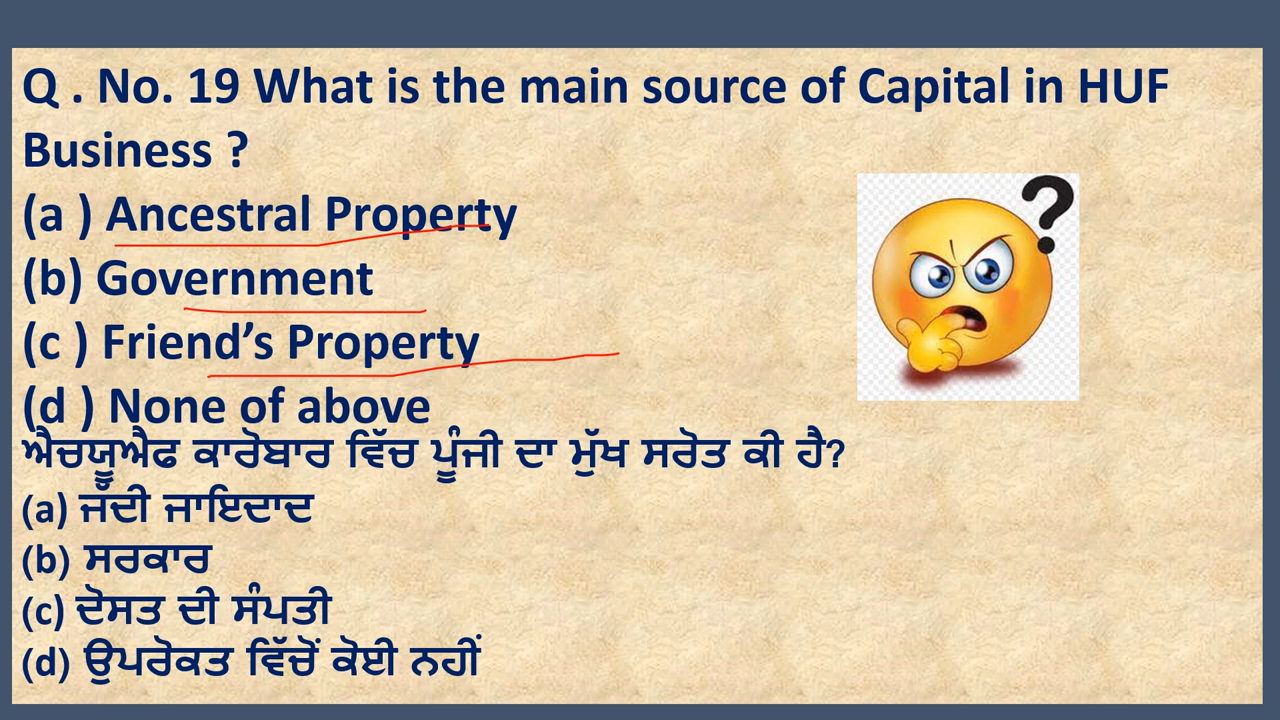 Q . No. 19 What is the main source of Capital in HUF
Business ?
(a ) Ancestral Property
(b) Government
(c ) Friend’s Property
(d ) None of above
ਐਚਯੂਐਫ ਕਾਰੋਬਾਰ ਵਿੱਚ ਪੂੰਜੀ ਦਾ ਮੁੱਖ ਸਰੋਤ ਕੀ ਹੈ?
(a) ਜੱਦੀ ਜਾਇਦਾਦ
(b) ਸਰਕਾਰ
(c) ਦੋਸਤ ਦੀ ਸੰਪਤੀ
(d) ਉਪਰੋਕਤ ਵਿੱਚੋਂ ਕੋਈ ਨਹੀਂ